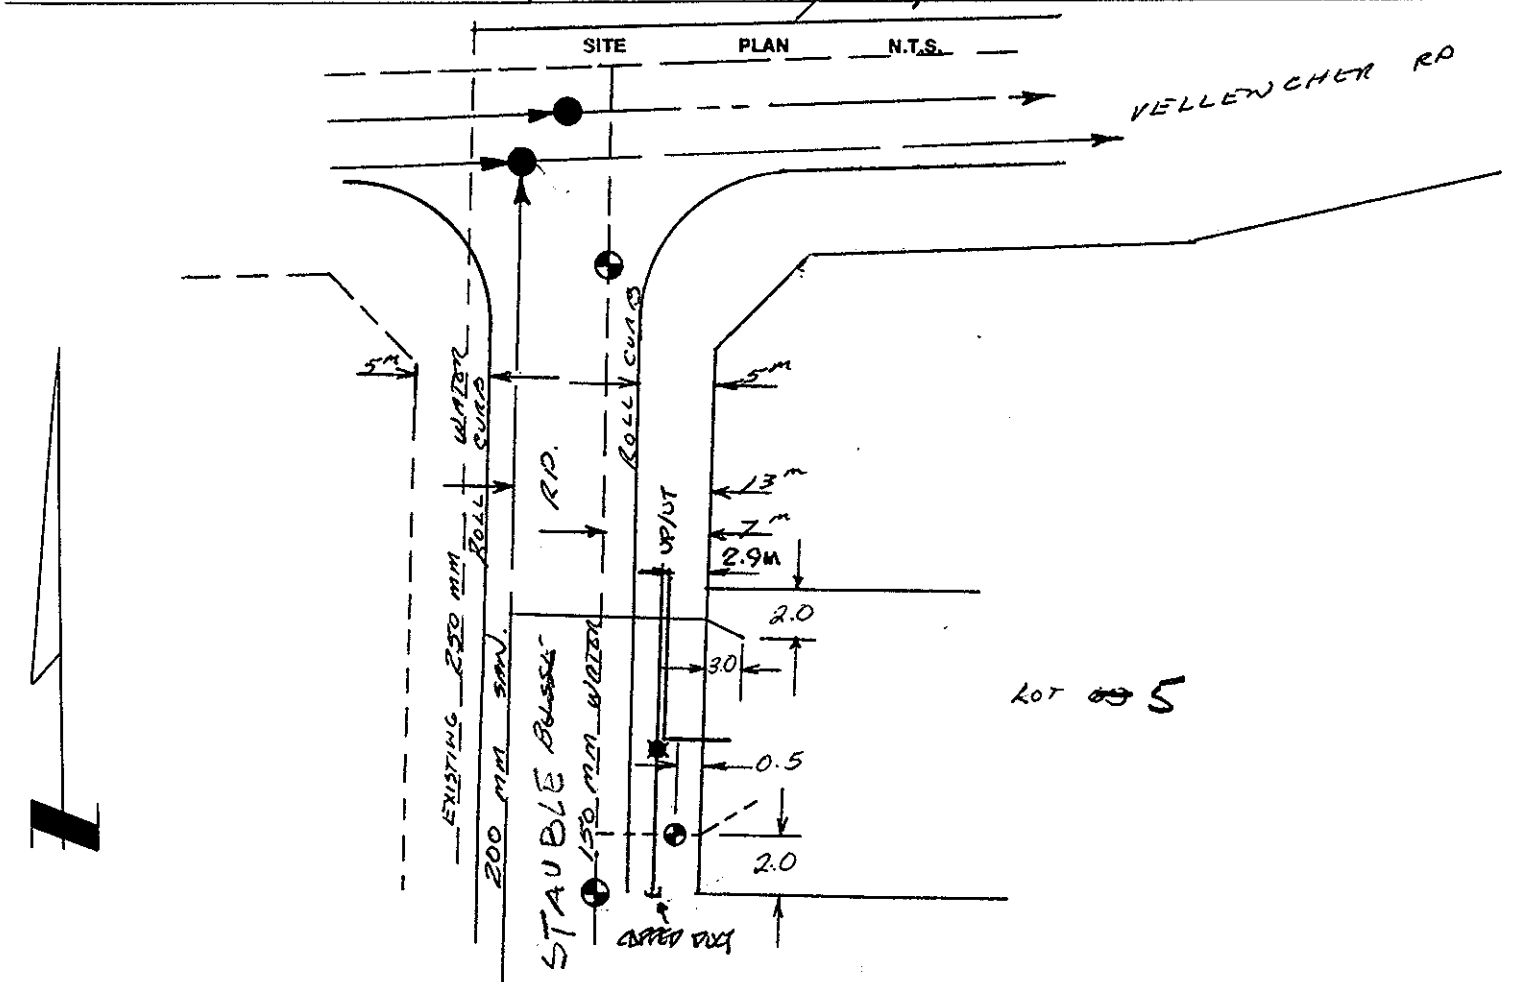 SITE PLAN N.T.S.
VELLENCHER RD
5m
5m
WATER
ROLL CURB
ROLL CURB
RD.
13m
7m
UP/UT
2.9m
2.0
3.0
EXISTING 250 MM
200 MM SAN.
STAUBLE
150 MM WATER
LOT 5
0.5
2.0
CAPPED DUCT